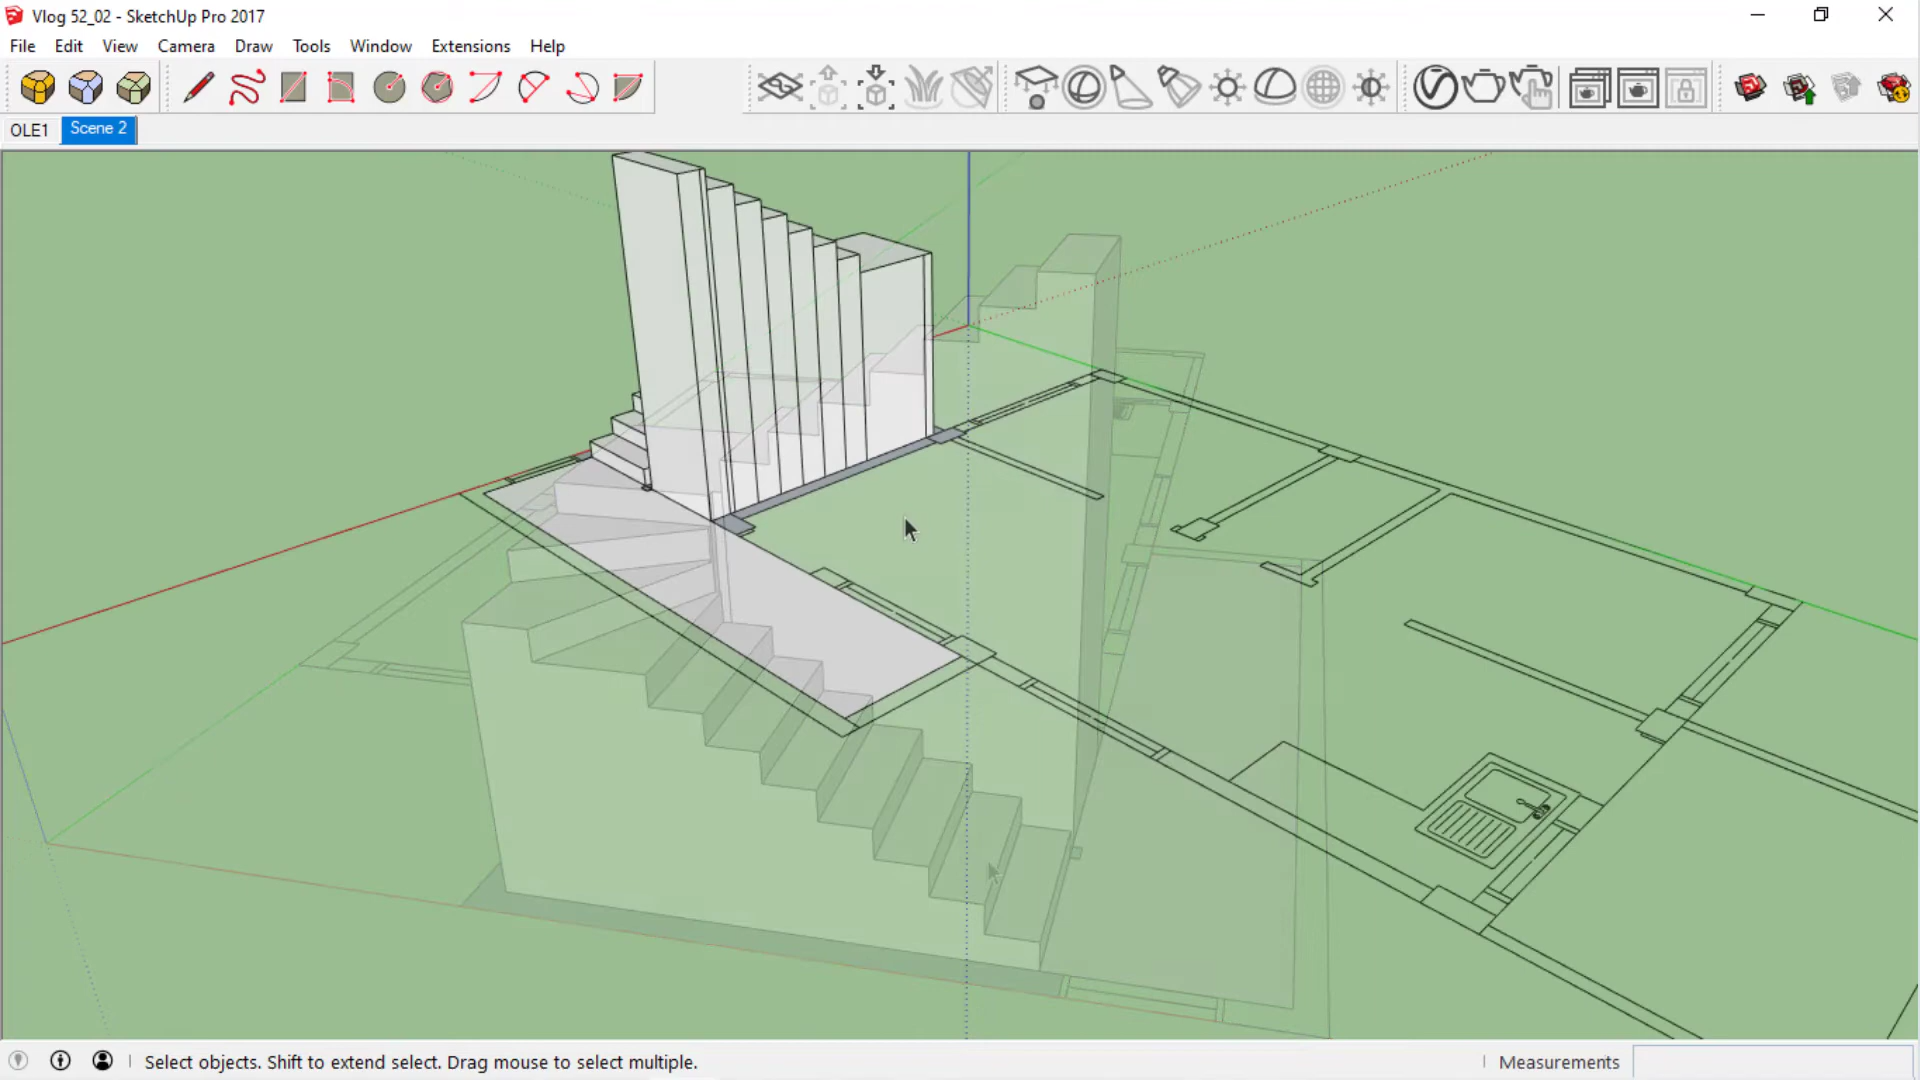 Vlog 52_02 - SketchUp Pro 2017
File Edit View Camera Draw Tools Window Extensions Help
OLE1 Scene 2
Select objects. Shift to extend select. Drag mouse to select multiple.
Measurements